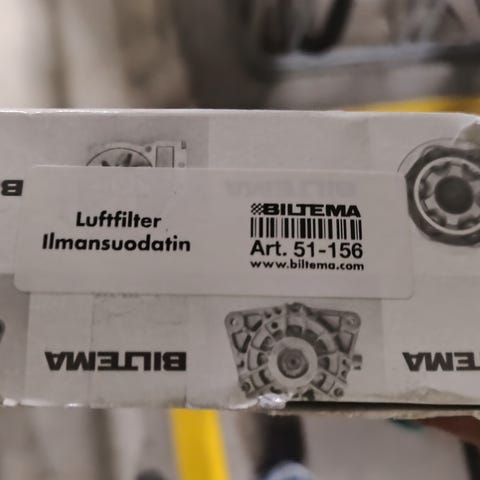 Luftfilter
Ilmansuodatin
BILTEMA
Art. 51-156
www.biltema.com
BILTEMA
BILTEMA